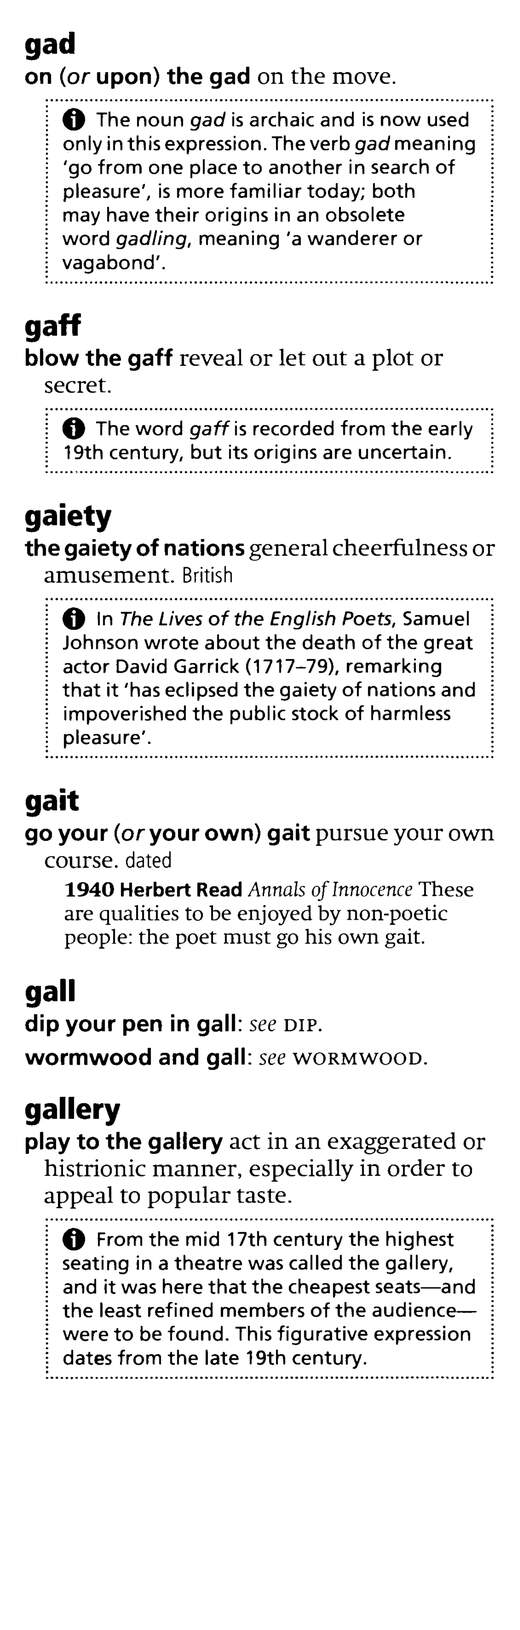 gad
on (or upon) the gad on the move.
The noun gad is archaic and is now used
only in this expression. The verb gad meaning
‘go from one place to another in search of
pleasure’, is more familiar today; both
may have their origins in an obsolete
word gadling, meaning ‘a wanderer or
vagabond’.
gaff
blow the gaff reveal or let out a plot or
secret.
The word gaff is recorded from the early
19th century, but its origins are uncertain.
gaiety
the gaiety of nations general cheerfulness or
amusement. British
In The Lives of the English Poets, Samuel
Johnson wrote about the death of the great
actor David Garrick (1717–79), remarking
that it ‘has eclipsed the gaiety of nations and
impoverished the public stock of harmless
pleasure’.
gait
go your (or your own) gait pursue your own
course. dated
1940 Herbert Read Annals of Innocence These
are qualities to be enjoyed by non-poetic
people: the poet must go his own gait.
gall
dip your pen in gall: see DIP.
wormwood and gall: see WORMWOOD.
gallery
play to the gallery act in an exaggerated or
histrionic manner, especially in order to
appeal to popular taste.
From the mid 17th century the highest
seating in a theatre was called the gallery,
and it was here that the cheapest seats—and
the least refined members of the audience—
were to be found. This figurative expression
dates from the late 19th century.